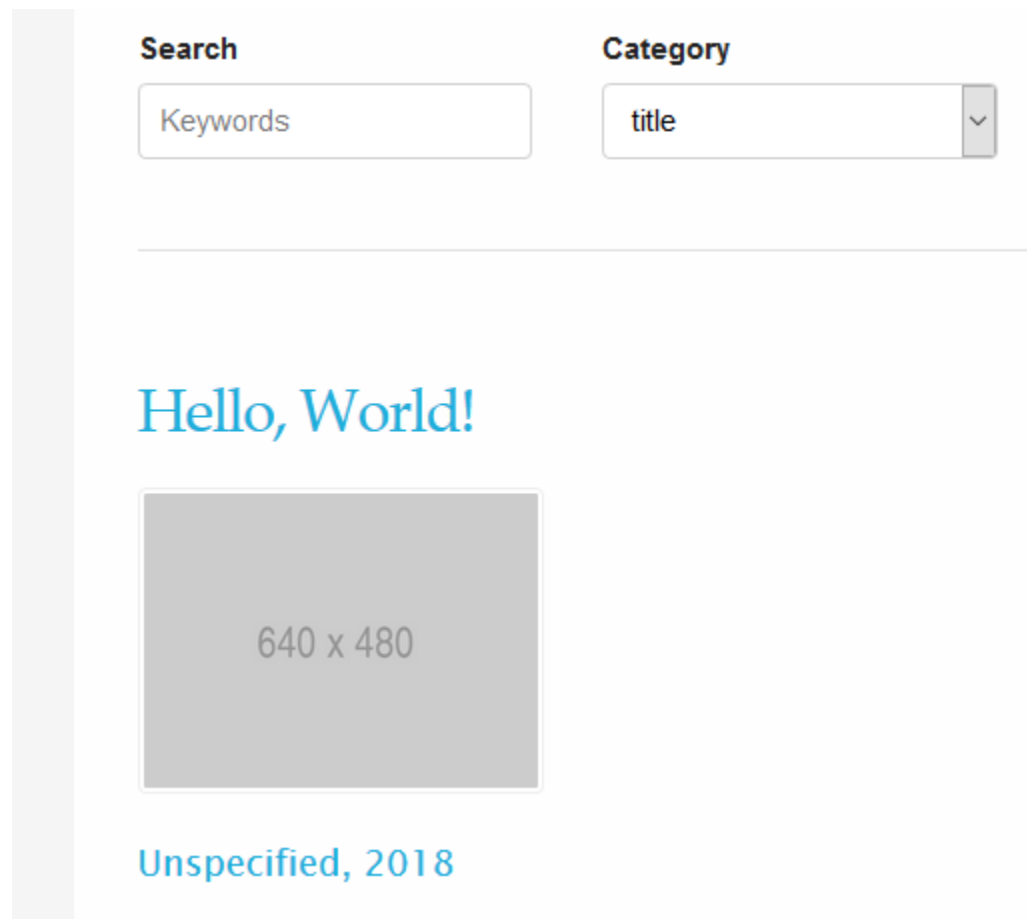 Search Category
Keywords title
Hello, World!
640 x 480
Unspecified, 2018